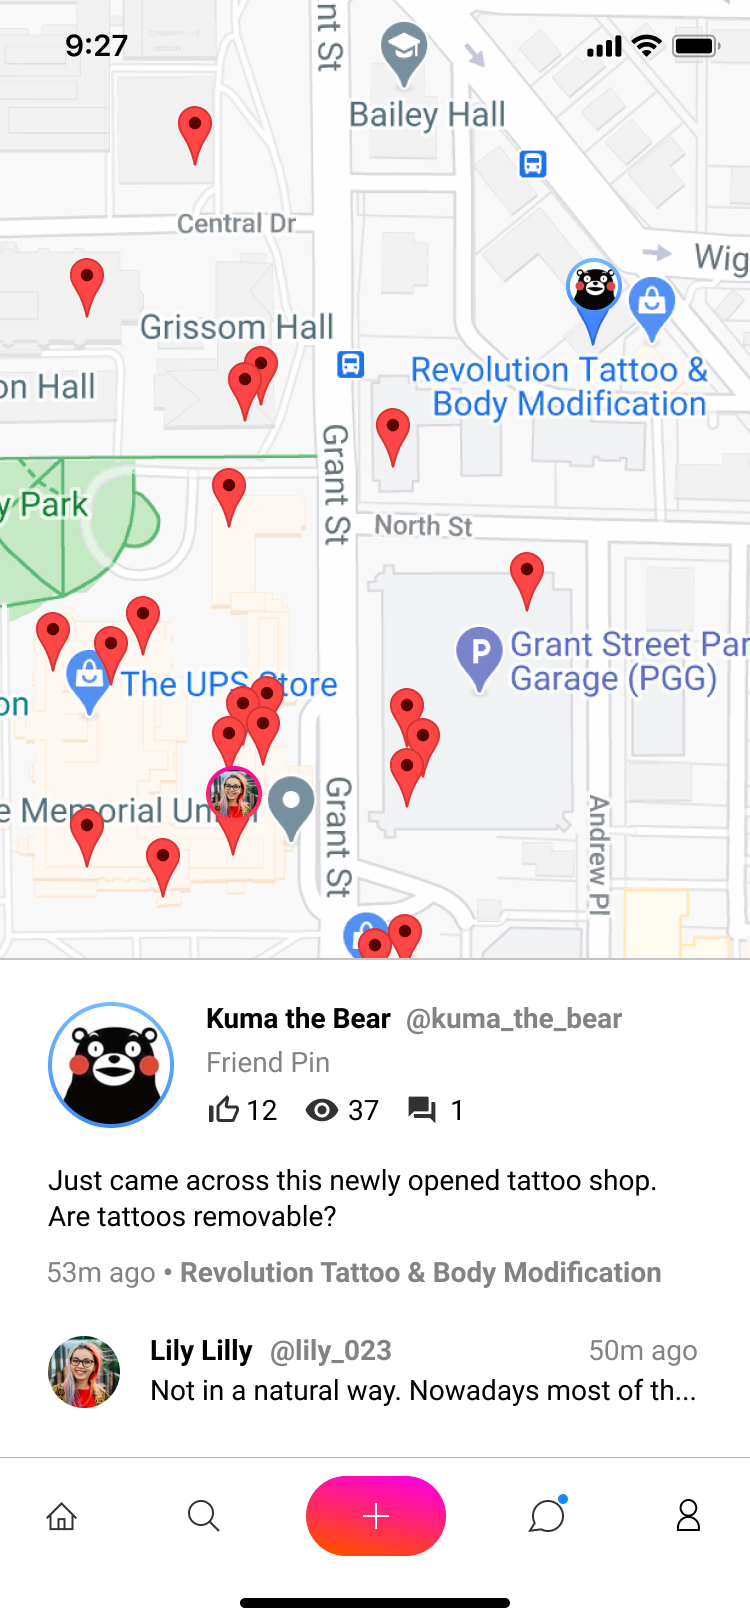 9:27
nt St
Bailey Hall
Central Dr
Wig
Grissom Hall
on Hall
Revolution Tattoo &
Body Modification
Grant St
y Park
North St
P
Grant Street Par
Garage (PGG)
The UPS Store
on
e Memorial Un
Grant St
Andrew Pl
Kuma the Bear @kuma_the_bear
Friend Pin
12 37 1
Just came across this newly opened tattoo shop.
Are tattoos removable?
53m ago • Revolution Tattoo & Body Modification
Lily Lilly @lily_023 50m ago
Not in a natural way. Nowadays most of th...